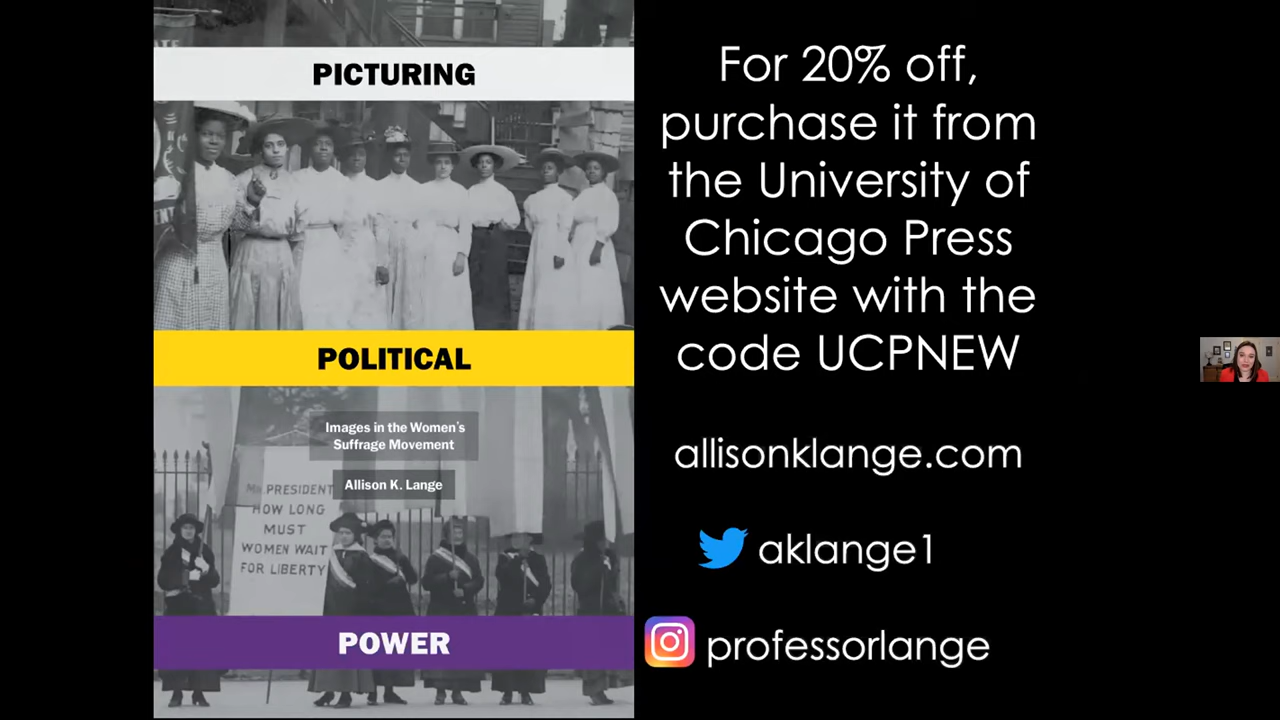 PICTURING
POLITICAL
Images in the Women's
Suffrage Movement
Allison K. Lange
MR. PRESIDENT
HOW LONG
MUST
WOMEN WAIT
FOR LIBERTY
POWER
For 20% off,
purchase it from
the University of
Chicago Press
website with the
code UCPNEW
allisonklange.com
aklange1
professorlange